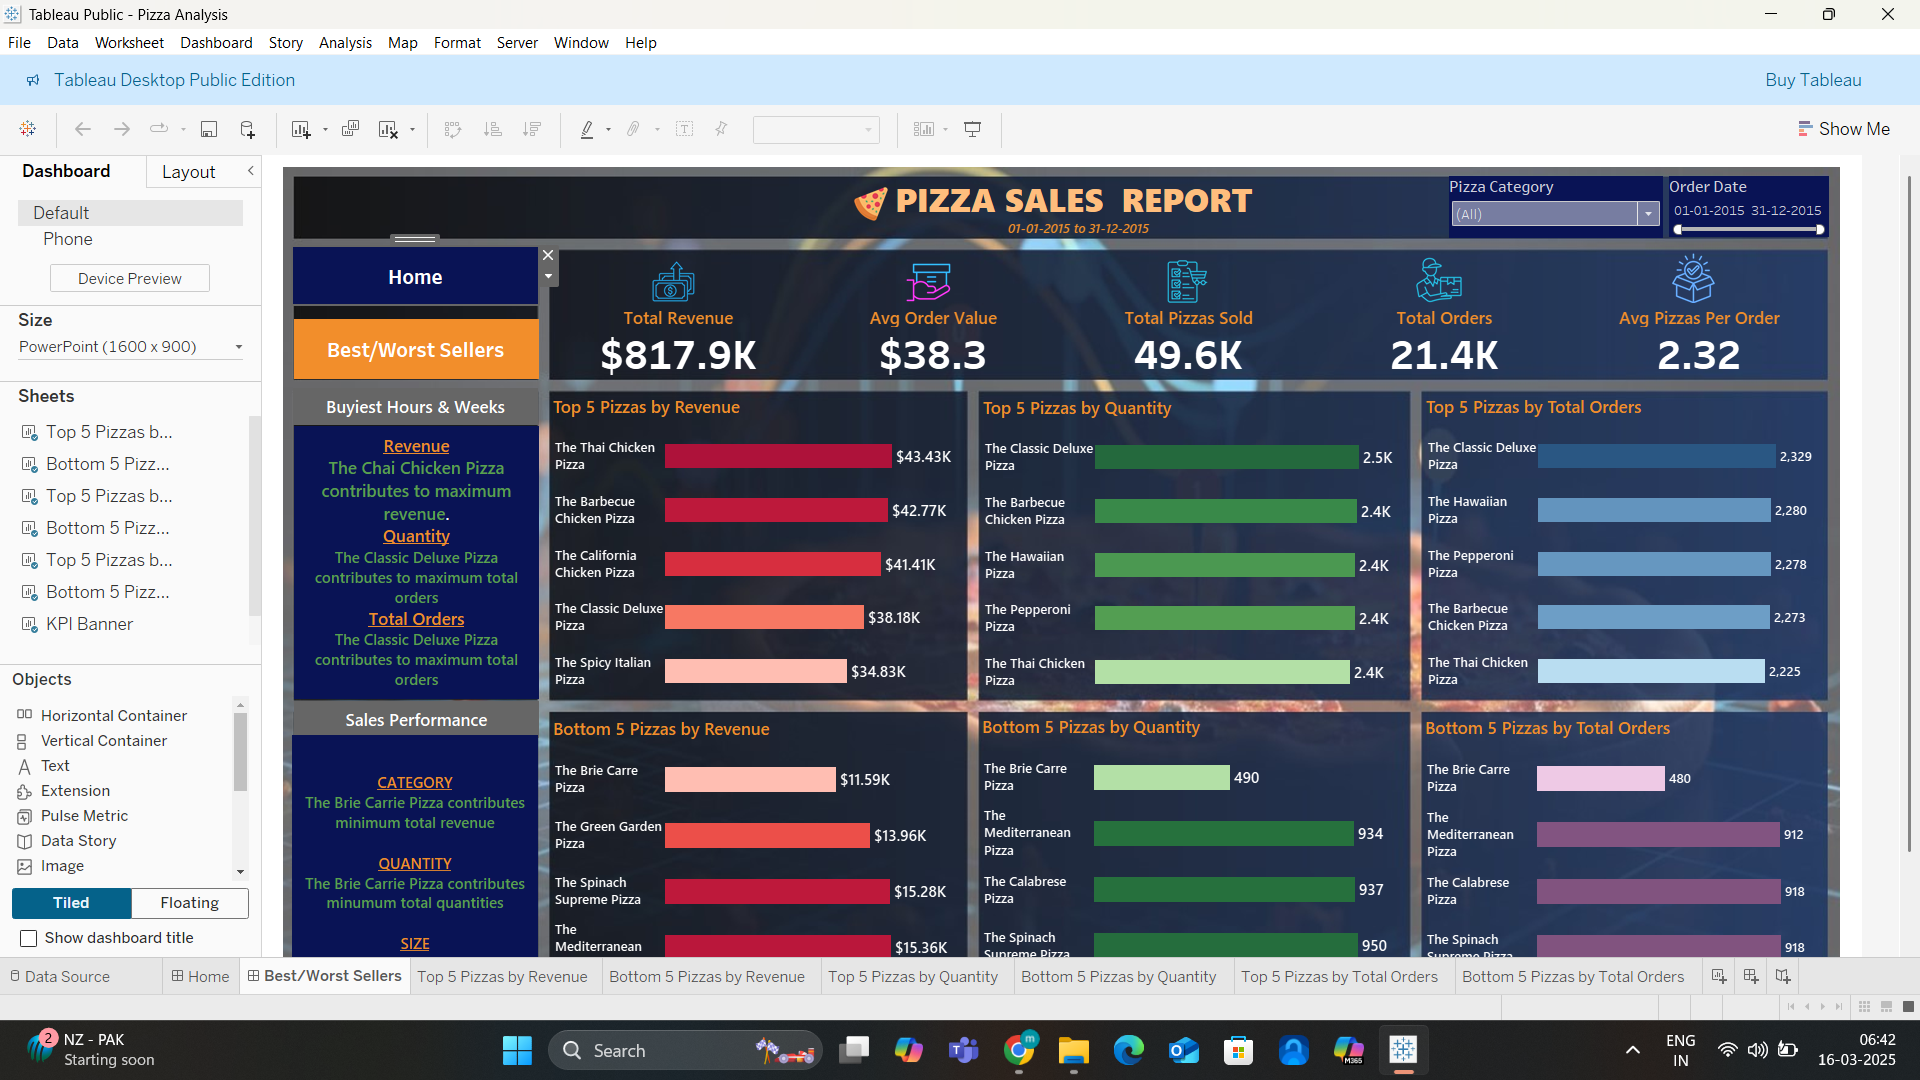 Tableau Public - Pizza Analysis
File Data Worksheet Dashboard Story Analysis Map Format Server Window Help
Tableau Desktop Public Edition
Buy Tableau
Show Me
Dashboard
Layout
Default
Phone
Device Preview
Size
PowerPoint (1600 x 900)
Sheets
Top 5 Pizzas b...
Bottom 5 Pizz...
Top 5 Pizzas b...
Bottom 5 Pizz...
Top 5 Pizzas b...
Bottom 5 Pizz...
KPI Banner
Objects
Horizontal Container
Vertical Container
Text
Extension
Pulse Metric
Data Story
Image
Tiled
Floating
Show dashboard title
PIZZA SALES REPORT
01-01-2015 to 31-12-2015
Pizza Category
(All)
Order Date
01-01-2015 31-12-2015
Home
Best/Worst Sellers
Total Revenue
$817.9K
Avg Order Value
$38.3
Total Pizzas Sold
49.6K
Total Orders
21.4K
Avg Pizzas Per Order
2.32
Buyiest Hours & Weeks
Revenue
The Chai Chicken Pizza
contributes to maximum
revenue.
Quantity
The Classic Deluxe Pizza
contributes to maximum total
orders
Total Orders
The Classic Deluxe Pizza
contributes to maximum total
orders
Sales Performance
CATEGORY
The Brie Carrie Pizza contributes
minimum total revenue
QUANTITY
The Brie Carrie Pizza contributes
minumum total quantities
SIZE
Top 5 Pizzas by Revenue
The Thai Chicken
Pizza
$43.43K
The Barbecue
Chicken Pizza
$42.77K
The California
Chicken Pizza
$41.41K
The Classic Deluxe
Pizza
$38.18K
The Spicy Italian
Pizza
$34.83K
Top 5 Pizzas by Quantity
The Classic Deluxe
Pizza
2.5K
The Barbecue
Chicken Pizza
2.4K
The Hawaiian
Pizza
2.4K
The Pepperoni
Pizza
2.4K
The Thai Chicken
Pizza
2.4K
Top 5 Pizzas by Total Orders
The Classic Deluxe
Pizza
2,329
The Hawaiian
Pizza
2,280
The Pepperoni
Pizza
2,278
The Barbecue
Chicken Pizza
2,273
The Thai Chicken
Pizza
2,225
Bottom 5 Pizzas by Revenue
The Brie Carre
Pizza
$11.59K
The Green Garden
Pizza
$13.96K
The Spinach
Supreme Pizza
$15.28K
The
Mediterranean
$15.36K
Bottom 5 Pizzas by Quantity
The Brie Carre
Pizza
490
The
Mediterranean
Pizza
934
The Calabrese
Pizza
937
The Spinach
Supreme Pizza
950
Bottom 5 Pizzas by Total Orders
The Brie Carre
Pizza
480
The
Mediterranean
Pizza
912
The Calabrese
Pizza
918
The Spinach
Supreme Pizza
918
Data Source
Home
Best/Worst Sellers
Top 5 Pizzas by Revenue
Bottom 5 Pizzas by Revenue
Top 5 Pizzas by Quantity
Bottom 5 Pizzas by Quantity
Top 5 Pizzas by Total Orders
Bottom 5 Pizzas by Total Orders
2
NZ - PAK
Starting soon
Search
m
M365
ENG
IN
06:42
16-03-2025